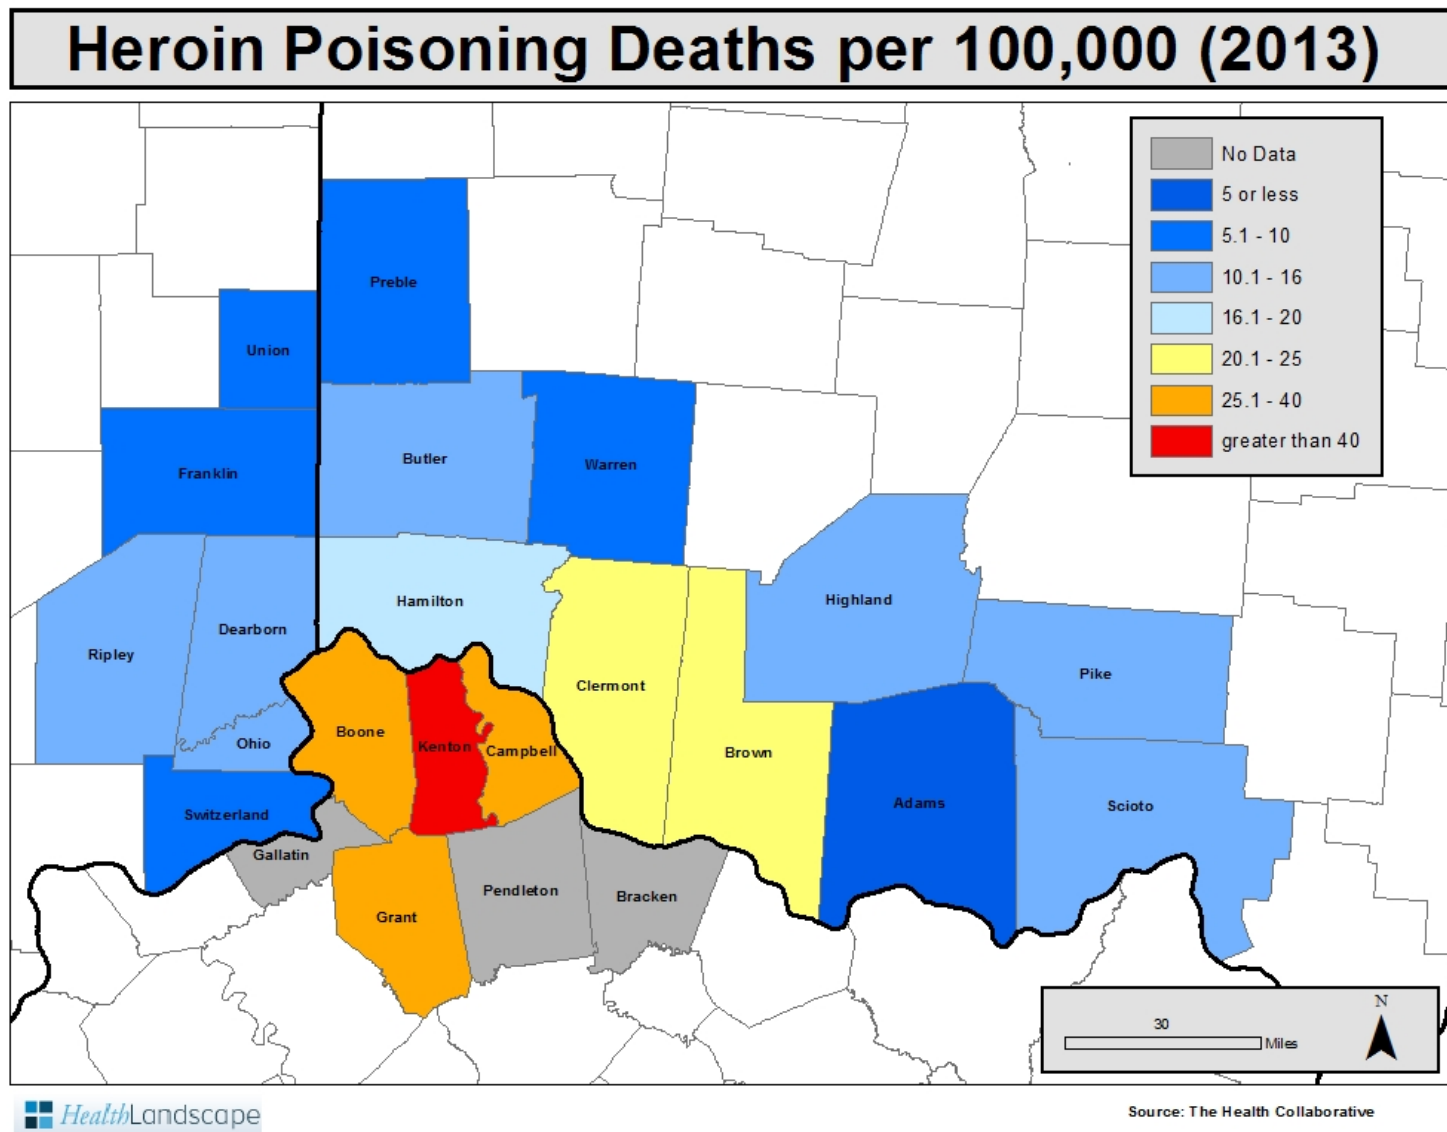 Heroin Poisoning Deaths per 100,000 (2013)
No Data
5 or less
5.1 - 10
10.1 - 16
16.1 - 20
20.1 - 25
25.1 - 40
greater than 40
Preble
Union
Franklin
Butler
Warren
Hamilton
Highland
Dearborn
Ripley
Pike
Clermont
Boone
Ohio
Kenton
Campbell
Brown
Adams
Scioto
Switzerland
Gallatin
Pendleton
Bracken
Grant
N
30
Miles
HealthLandscape
Source: The Health Collaborative